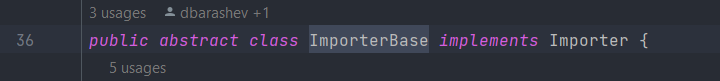 3 usages dbarashev +1
36 public abstract class ImporterBase implements Importer {
5 usages